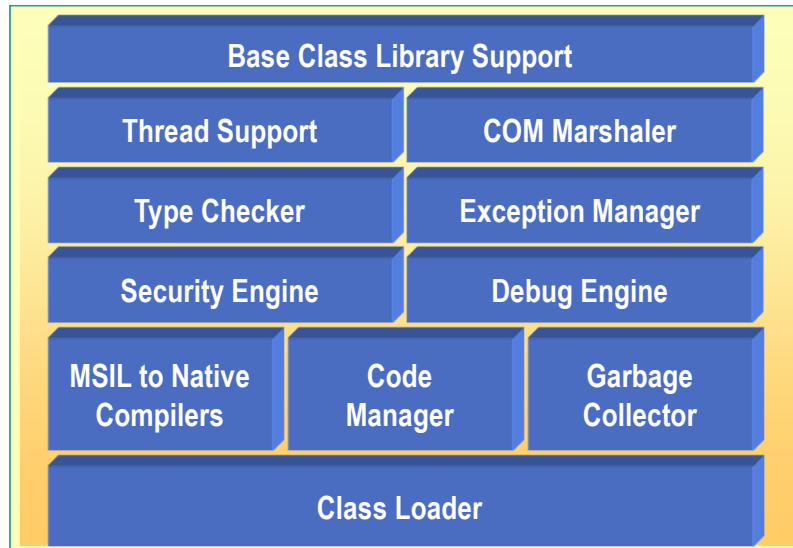 Base Class Library Support
Thread Support
COM Marshaler
Type Checker
Exception Manager
Security Engine
Debug Engine
MSIL to Native
Compilers
Code
Manager
Garbage
Collector
Class Loader